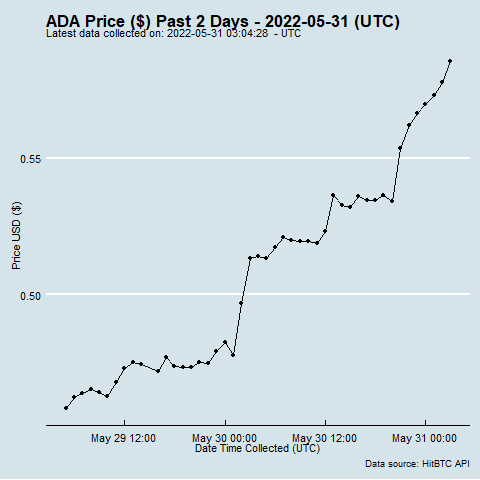 ADA Price ($) Past 2 Days - 2022-05-31 (UTC)
Latest data collected on: 2022-05-31 03:04:28  - UTC
0.55
Price USD ($)
0.50
May 29 12:00 May 30 00:00 May 30 12:00 May 31 00:00
Date Time Collected (UTC)
Data source: HitBTC API